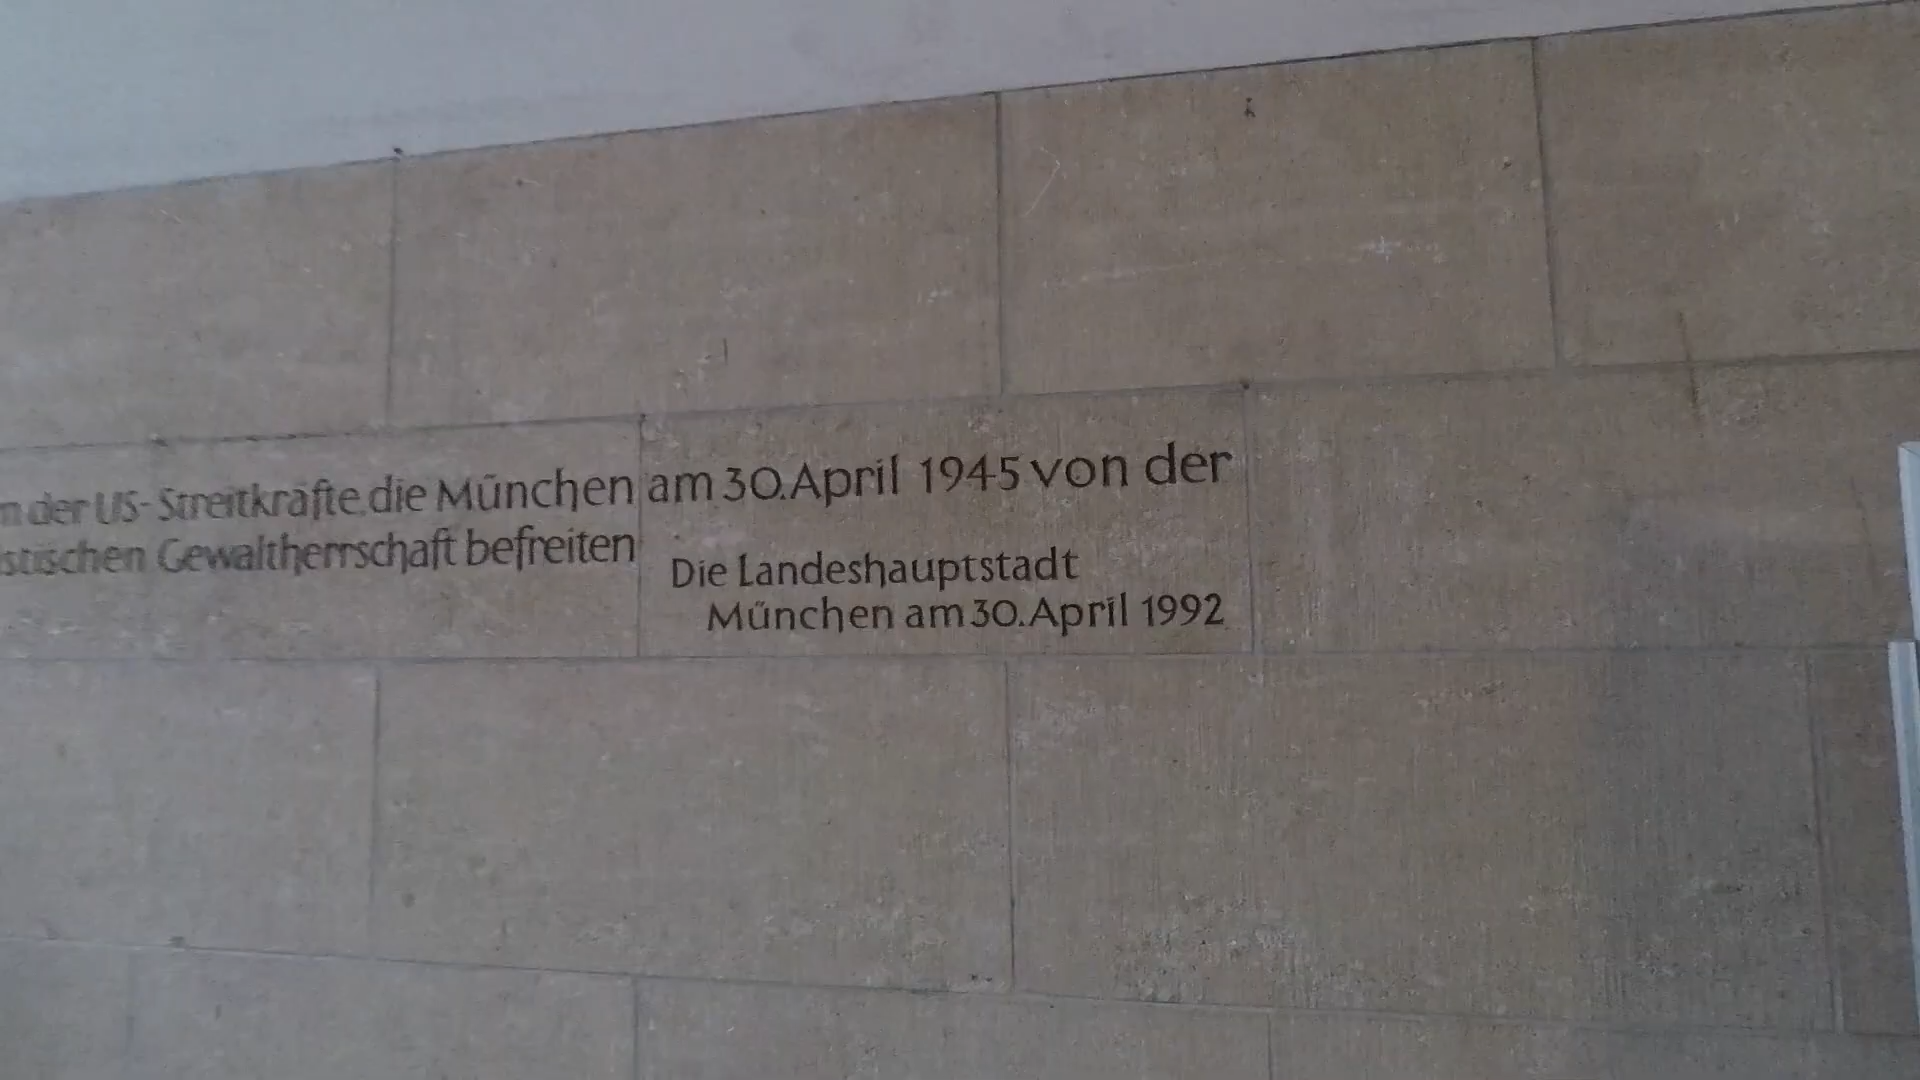 der US-Streitkräfte, die München am 30. April 1945 von der
Gewaltherrschaft befreiten
Die Landeshauptstadt
München am 30. April 1992